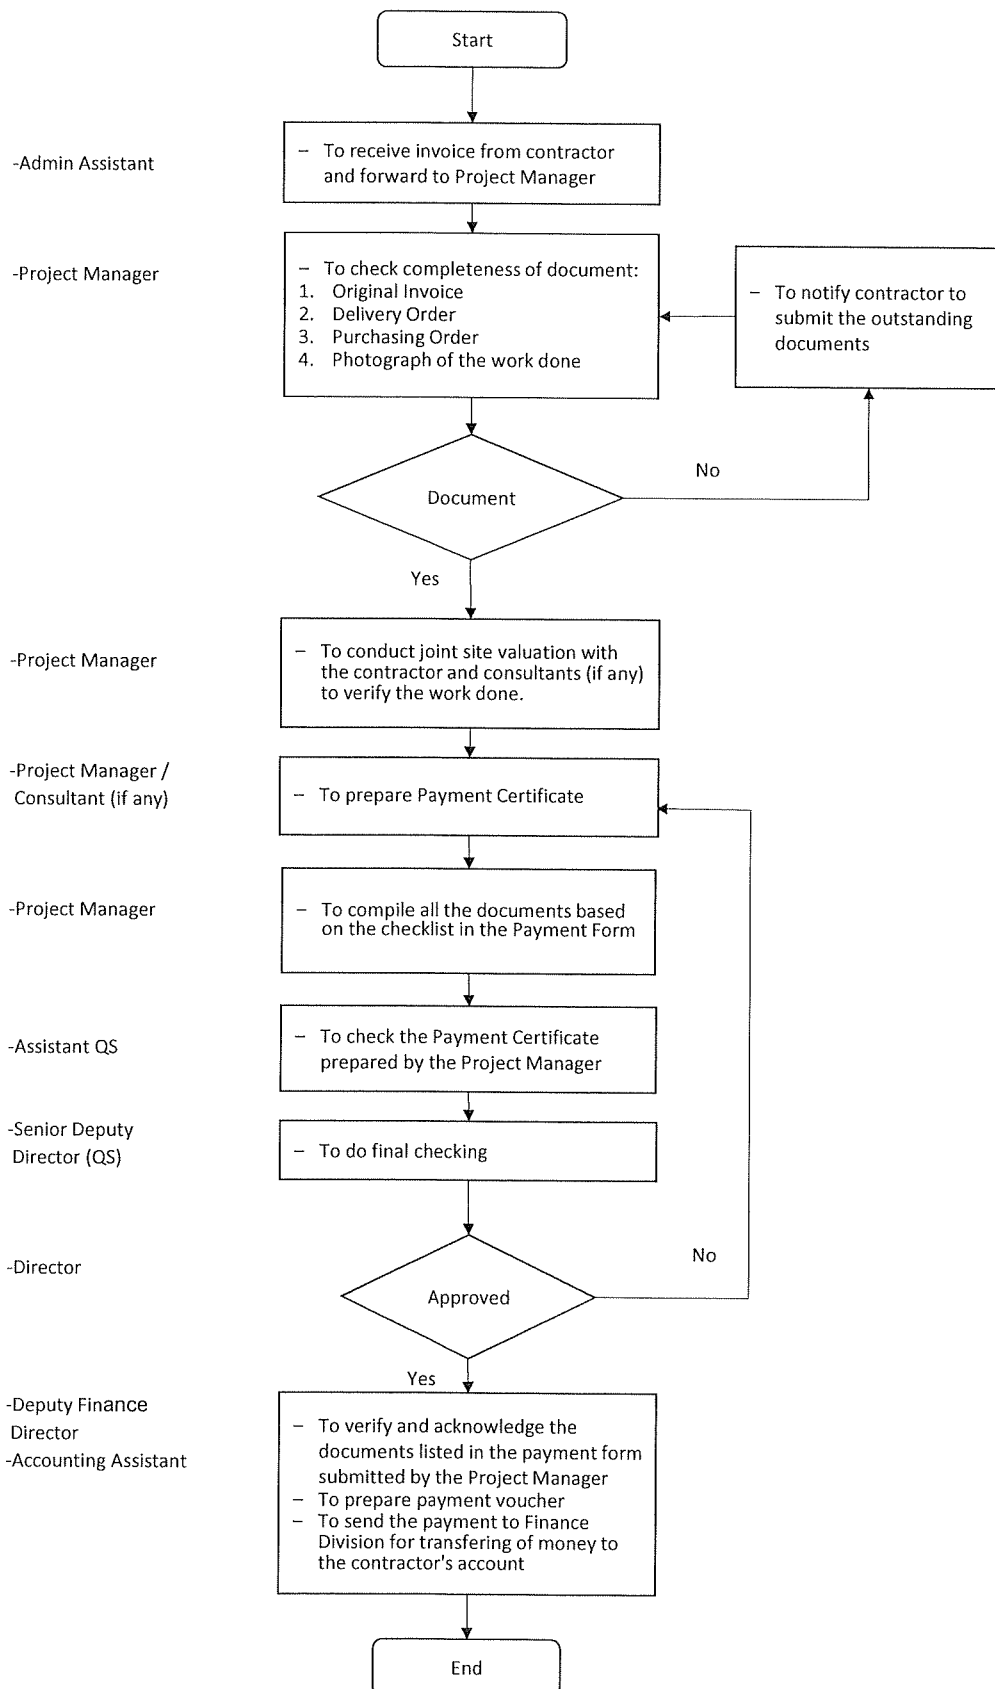 Start
-Admin Assistant
– To receive invoice from contractor
and forward to Project Manager
-Project Manager
– To check completeness of document:
1. Original Invoice
2. Delivery Order
3. Purchasing Order
4. Photograph of the work done
– To notify contractor to
submit the outstanding
documents
Document
No
Yes
-Project Manager
– To conduct joint site valuation with
the contractor and consultants (if any)
to verify the work done.
-Project Manager /
Consultant (if any)
– To prepare Payment Certificate
-Project Manager
– To compile all the documents based
on the checklist in the Payment Form
-Assistant QS
– To check the Payment Certificate
prepared by the Project Manager
-Senior Deputy
Director (QS)
– To do final checking
-Director
Approved
No
Yes
-Deputy Finance
Director
-Accounting Assistant
– To verify and acknowledge the
documents listed in the payment form
submitted by the Project Manager
– To prepare payment voucher
– To send the payment to Finance
Division for transfering of money to
the contractor's account
End